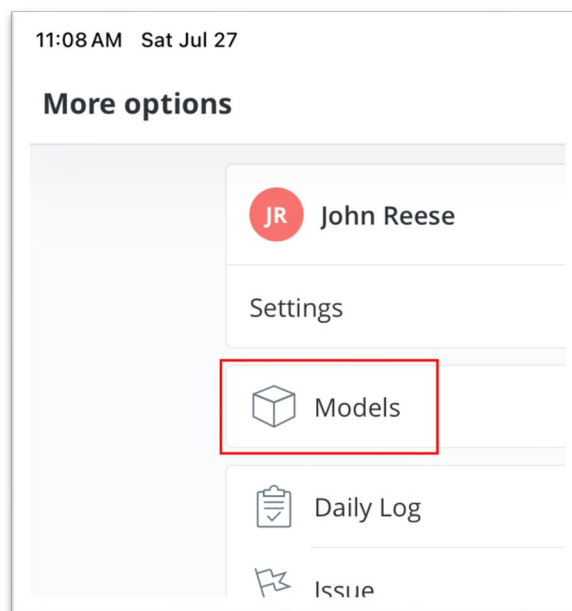 11:08 AM Sat Jul 27
More options
JR John Reese
Settings
Models
Daily Log
Issue